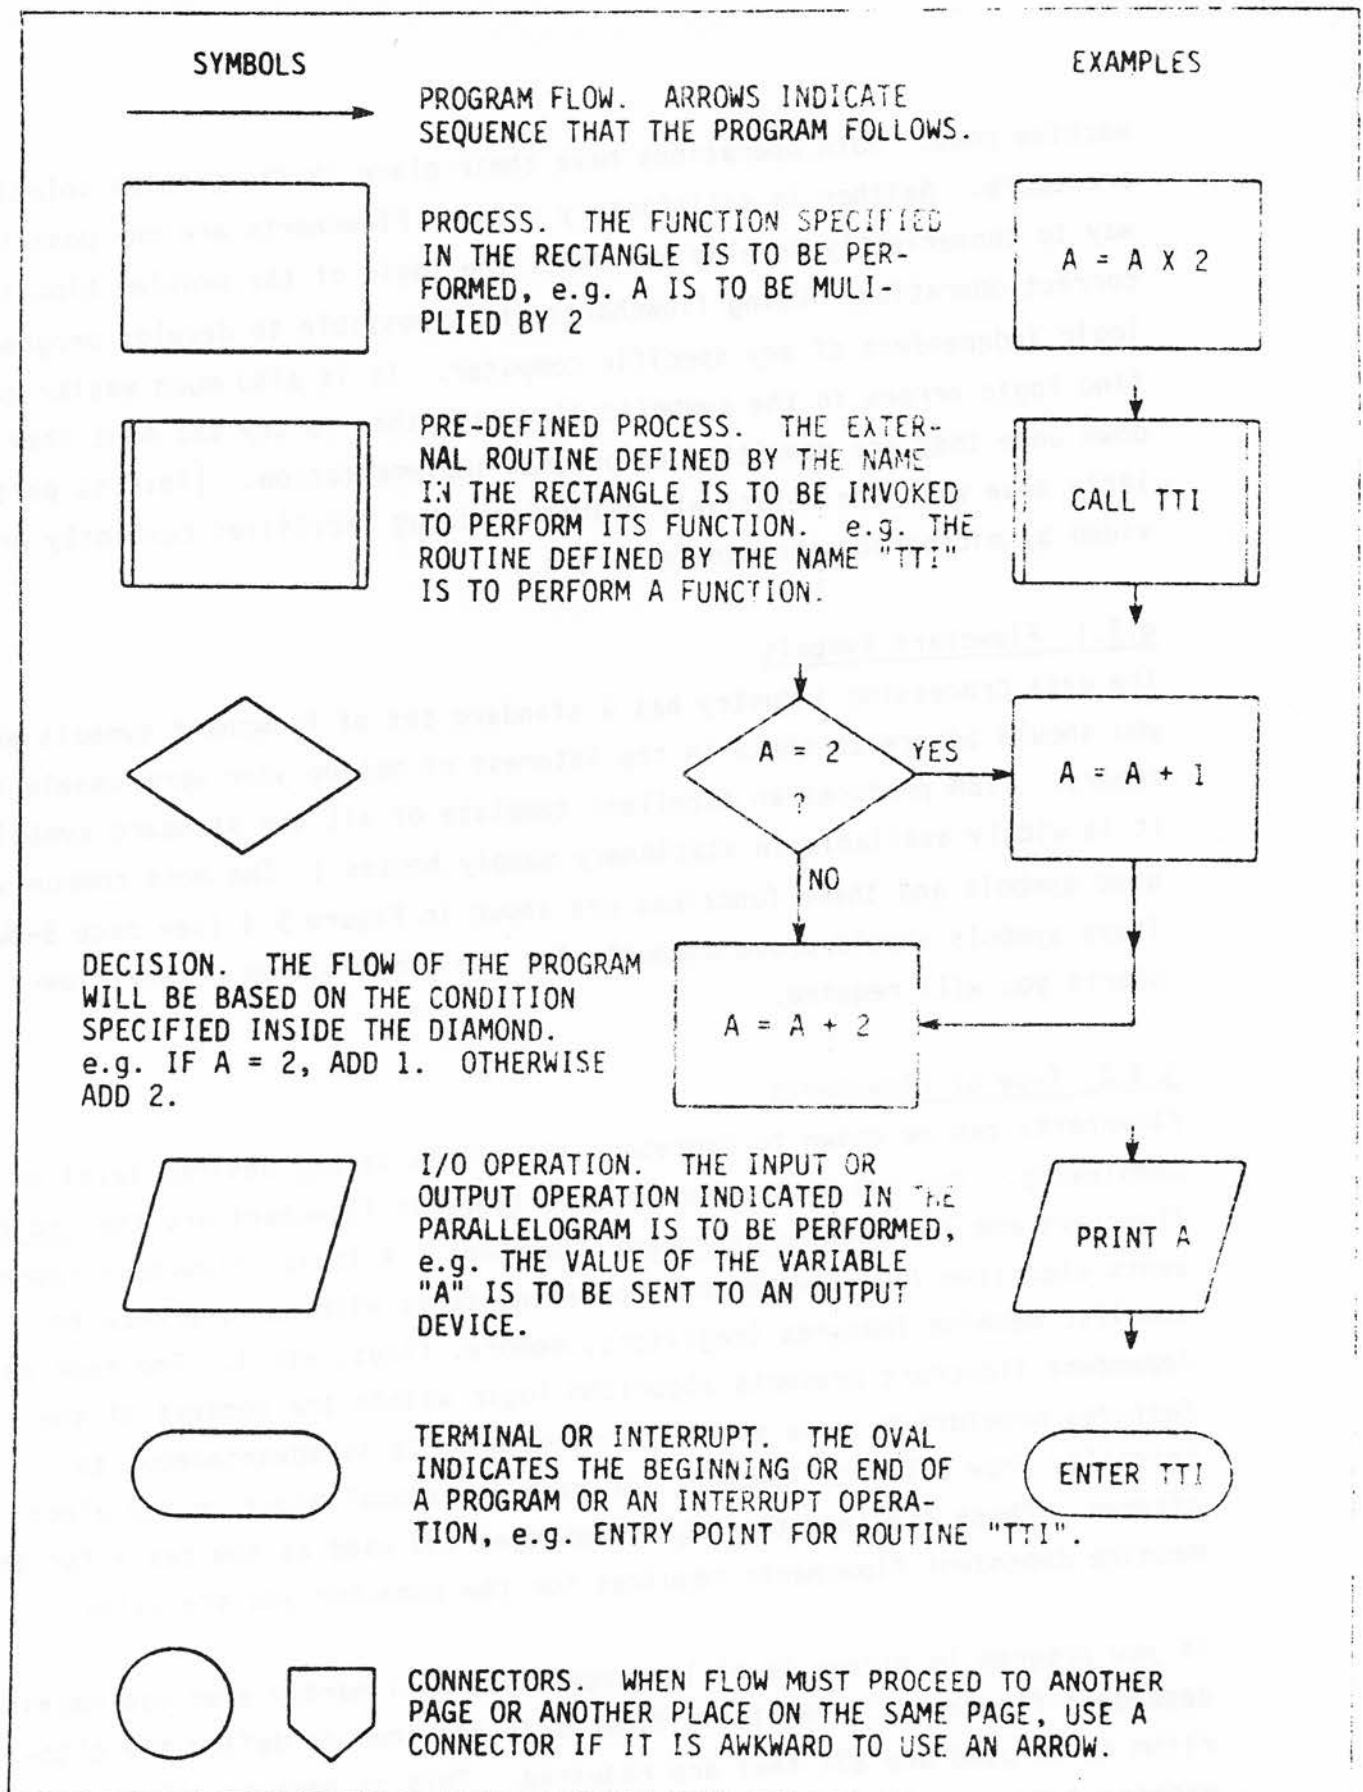 SYMBOLS
EXAMPLES
PROGRAM FLOW. ARROWS INDICATE
SEQUENCE THAT THE PROGRAM FOLLOWS.
PROCESS. THE FUNCTION SPECIFIED
IN THE RECTANGLE IS TO BE PER-
FORMED, e.g. A IS TO BE MULI-
PLIED BY 2
A = A X 2
PRE-DEFINED PROCESS. THE EXTER-
NAL ROUTINE DEFINED BY THE NAME
IN THE RECTANGLE IS TO BE INVOKED
TO PERFORM ITS FUNCTION. e.g. THE
ROUTINE DEFINED BY THE NAME "TTI"
IS TO PERFORM A FUNCTION.
CALL TTI
A = 2
?
YES
NO
A = A + 1
DECISION. THE FLOW OF THE PROGRAM
WILL BE BASED ON THE CONDITION
SPECIFIED INSIDE THE DIAMOND.
e.g. IF A = 2, ADD 1. OTHERWISE
ADD 2.
A = A + 2
I/O OPERATION. THE INPUT OR
OUTPUT OPERATION INDICATED IN THE
PARALLELOGRAM IS TO BE PERFORMED,
e.g. THE VALUE OF THE VARIABLE
"A" IS TO BE SENT TO AN OUTPUT
DEVICE.
PRINT A
TERMINAL OR INTERRUPT. THE OVAL
INDICATES THE BEGINNING OR END OF
A PROGRAM OR AN INTERRUPT OPERA-
TION, e.g. ENTRY POINT FOR ROUTINE "TTI".
ENTER TTI
CONNECTORS. WHEN FLOW MUST PROCEED TO ANOTHER
PAGE OR ANOTHER PLACE ON THE SAME PAGE, USE A
CONNECTOR IF IT IS AWKWARD TO USE AN ARROW.